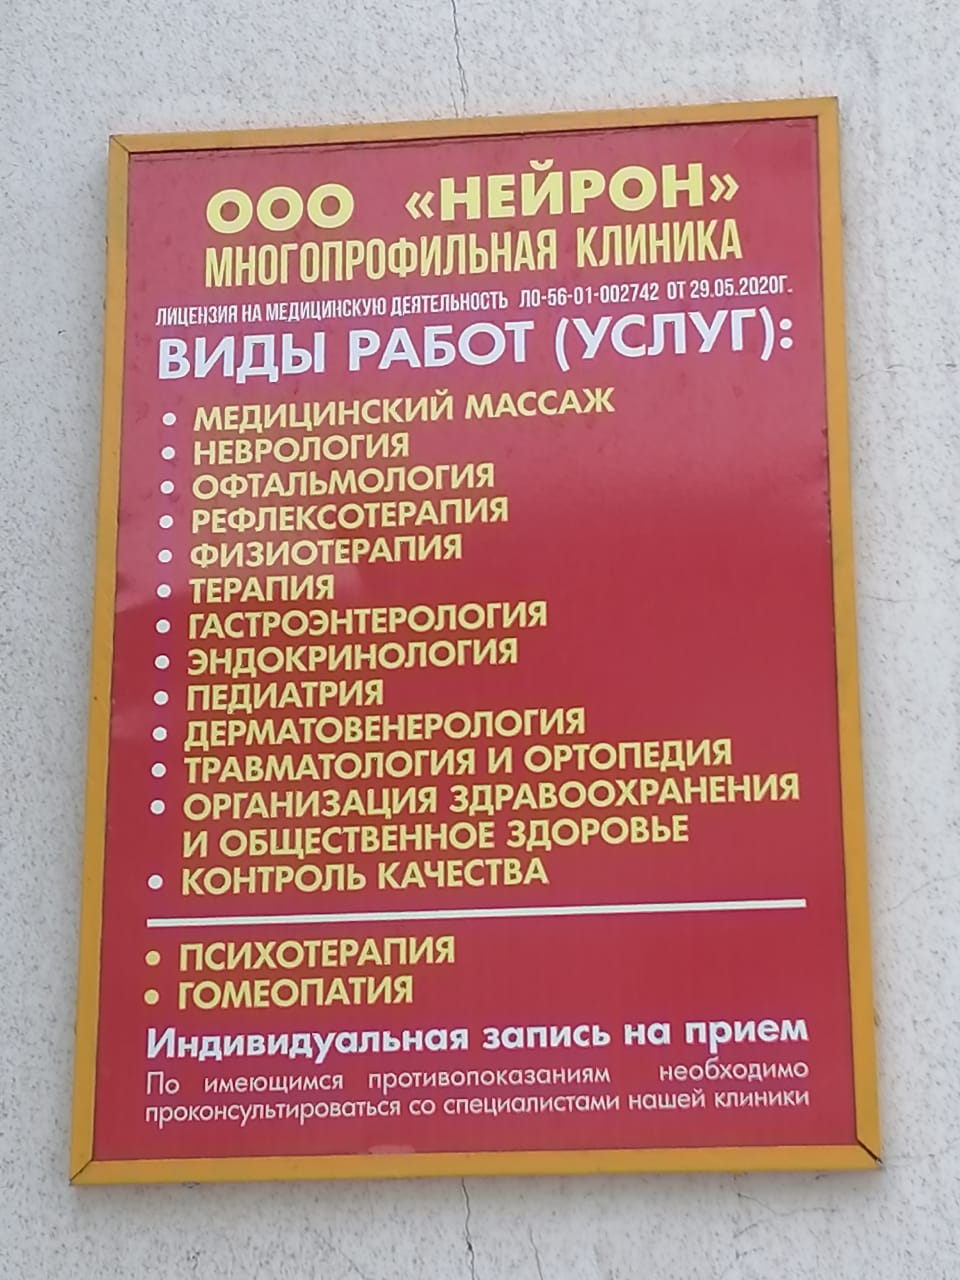 ООО «НЕЙРОН»
МНОГОПРОФИЛЬНАЯ КЛИНИКА
ЛИЦЕНЗИЯ НА МЕДИЦИНСКУЮ ДЕЯТЕЛЬНОСТЬ ЛО-56-01-002742 ОТ 29.05.2020Г.
ВИДЫ РАБОТ (УСЛУГ):
• МЕДИЦИНСКИЙ МАССАЖ
• НЕВРОЛОГИЯ
• ОФТАЛЬМОЛОГИЯ
• РЕФЛЕКСОТЕРАПИЯ
• ФИЗИОТЕРАПИЯ
• ТЕРАПИЯ
• ГАСТРОЭНТЕРОЛОГИЯ
• ЭНДОКРИНОЛОГИЯ
• ПЕДИАТРИЯ
• ДЕРМАТОВЕНЕРОЛОГИЯ
• ТРАВМАТОЛОГИЯ И ОРТОПЕДИЯ
• ОРГАНИЗАЦИЯ ЗДРАВООХРАНЕНИЯ
И ОБЩЕСТВЕННОЕ ЗДОРОВЬЕ
• КОНТРОЛЬ КАЧЕСТВА
• ПСИХОТЕРАПИЯ
• ГОМЕОПАТИЯ
Индивидуальная запись на прием
По имеющимся противопоказаниям необходимо
проконсультироваться со специалистами нашей клиники